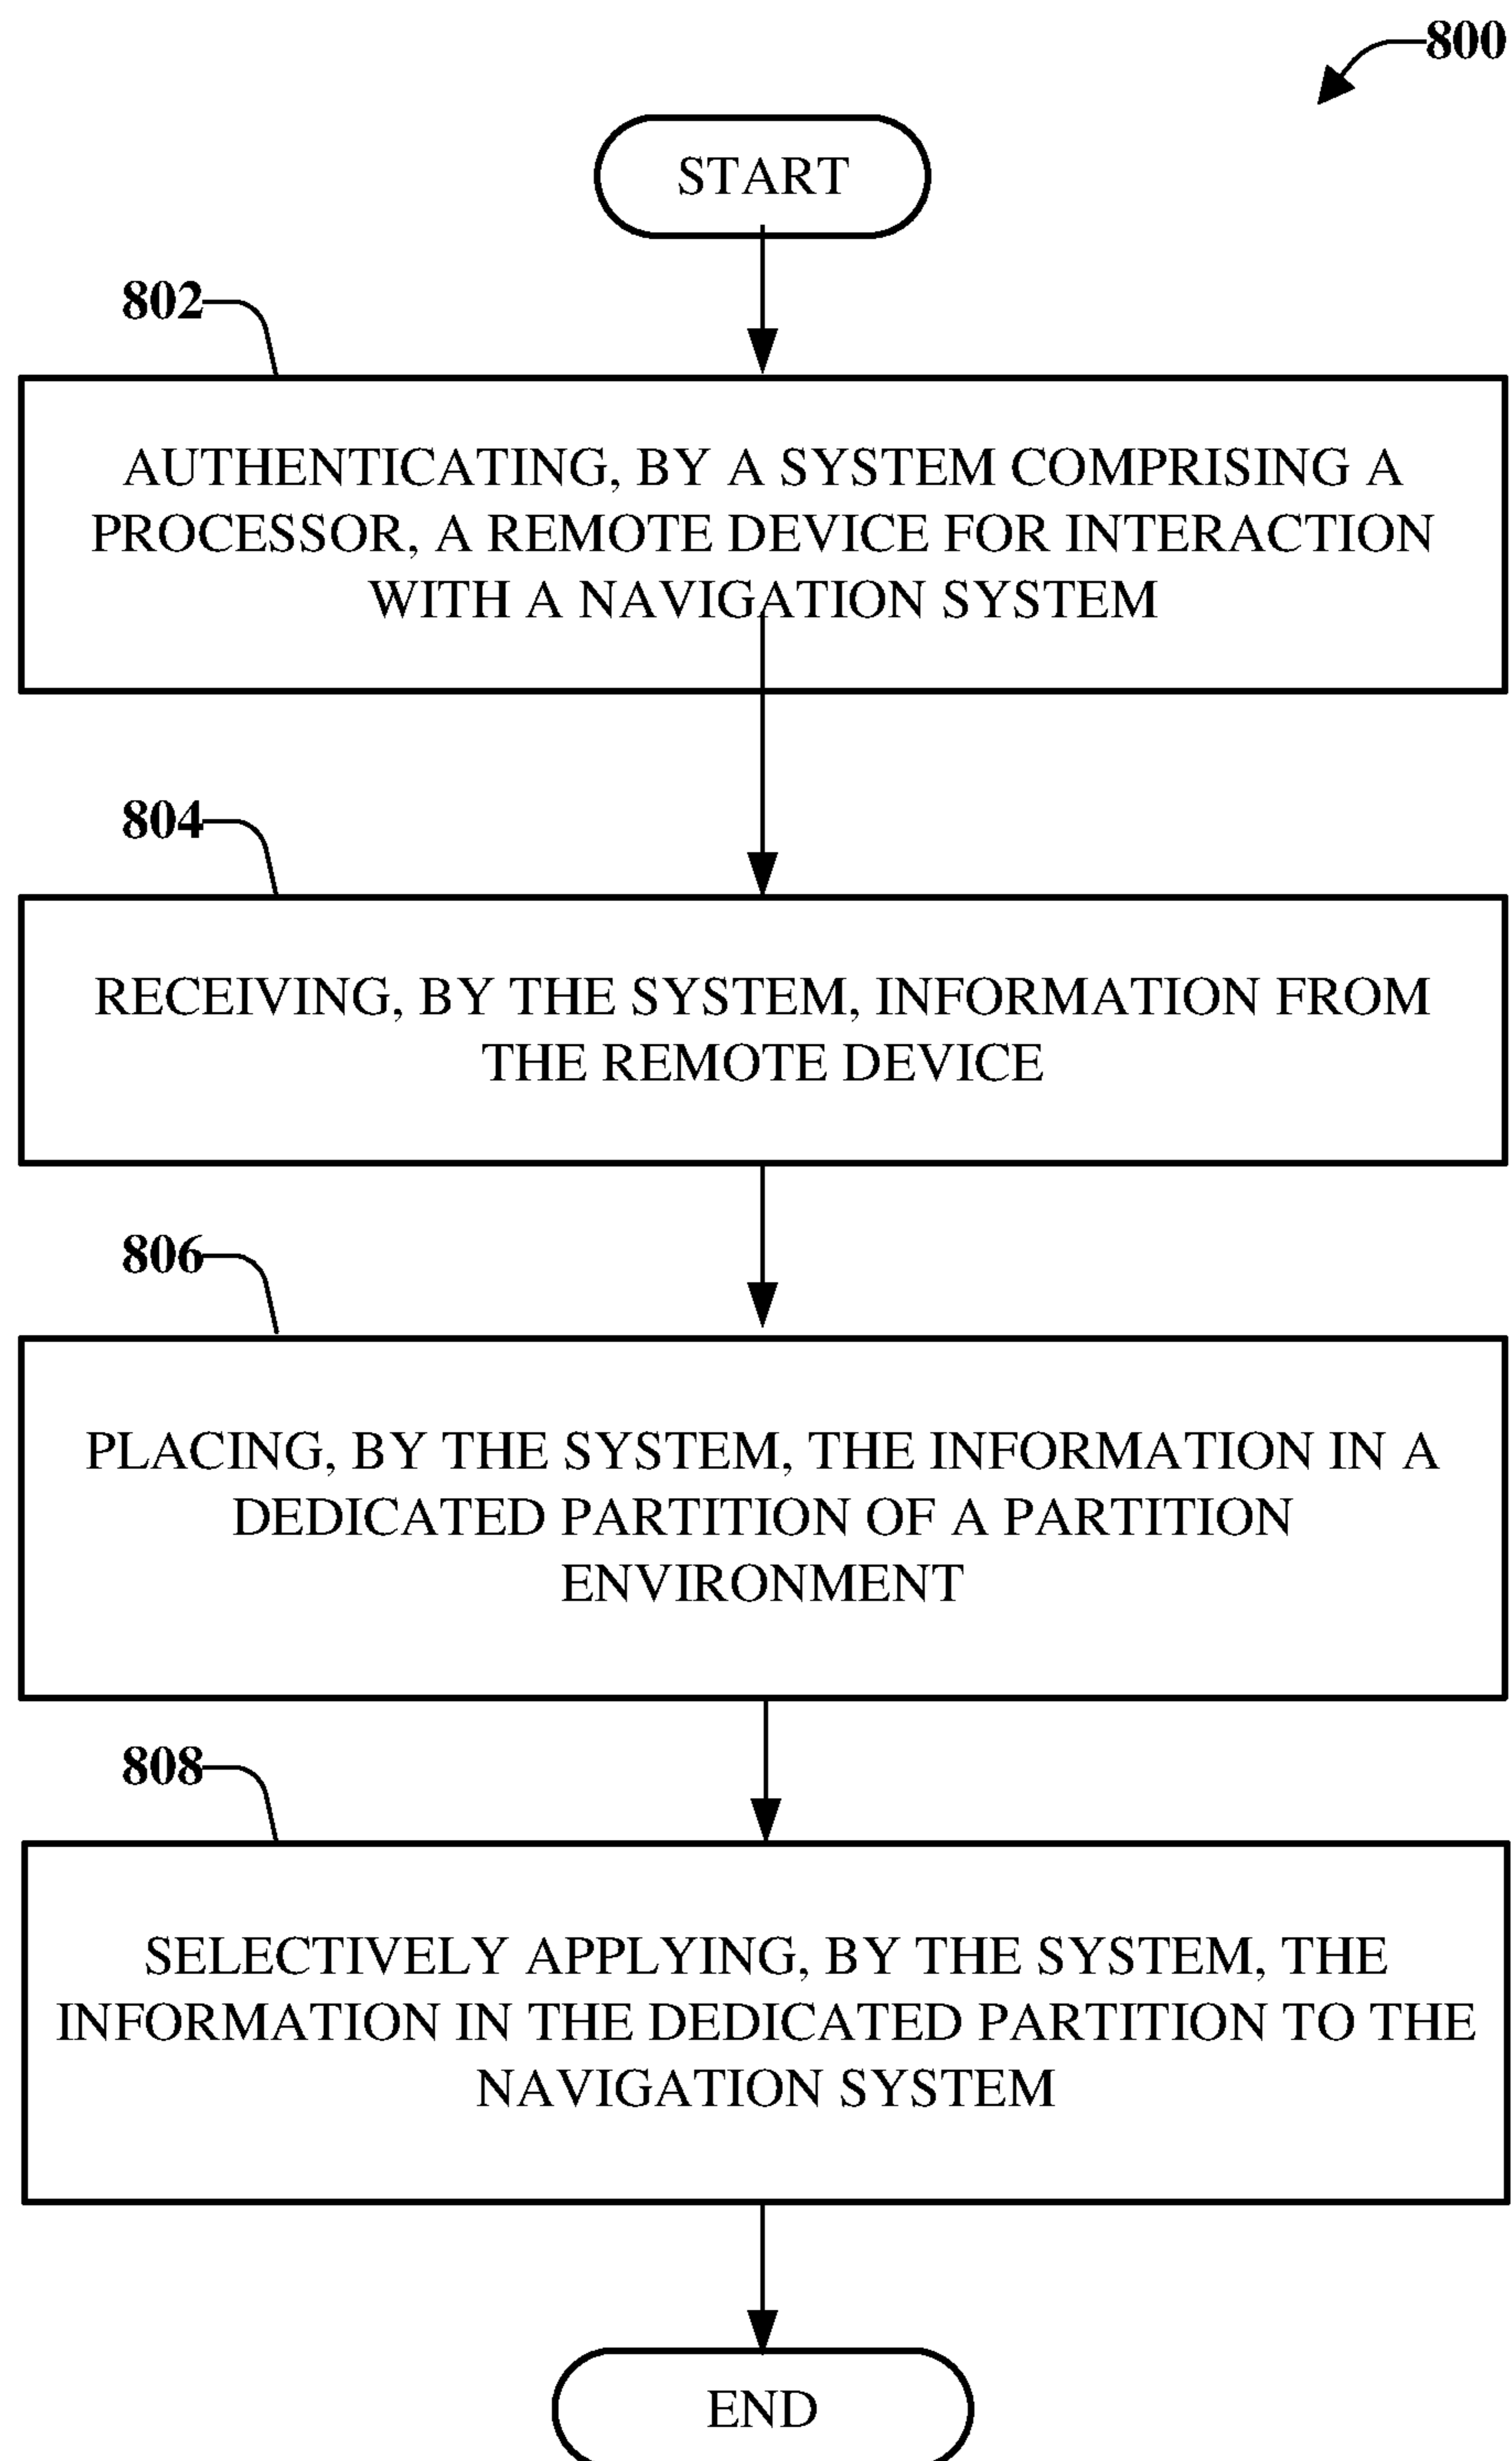 800
START
802
AUTHENTICATING, BY A SYSTEM COMPRISING A
PROCESSOR, A REMOTE DEVICE FOR INTERACTION
WITH A NAVIGATION SYSTEM
804
RECEIVING, BY THE SYSTEM, INFORMATION FROM
THE REMOTE DEVICE
806
PLACING, BY THE SYSTEM, THE INFORMATION IN A
DEDICATED PARTITION OF A PARTITION
ENVIRONMENT
808
SELECTIVELY APPLYING, BY THE SYSTEM, THE
INFORMATION IN THE DEDICATED PARTITION TO THE
NAVIGATION SYSTEM
END